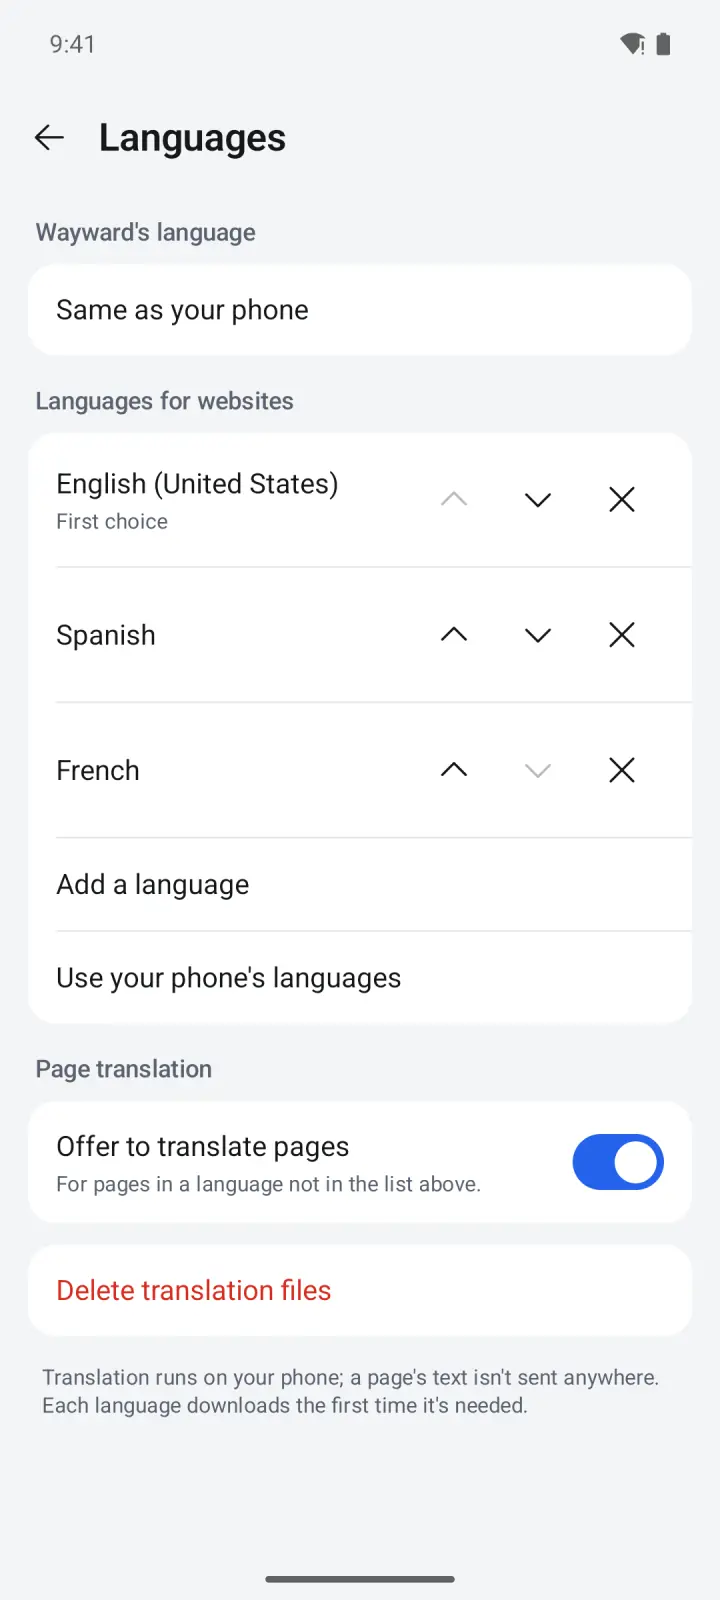 9:41
Languages
Wayward's language
Same as your phone
Languages for websites
English (United States)
First choice
Spanish
French
Add a language
Use your phone's languages
Page translation
Offer to translate pages
For pages in a language not in the list above.
Delete translation files
Translation runs on your phone; a page's text isn't sent anywhere.
Each language downloads the first time it's needed.